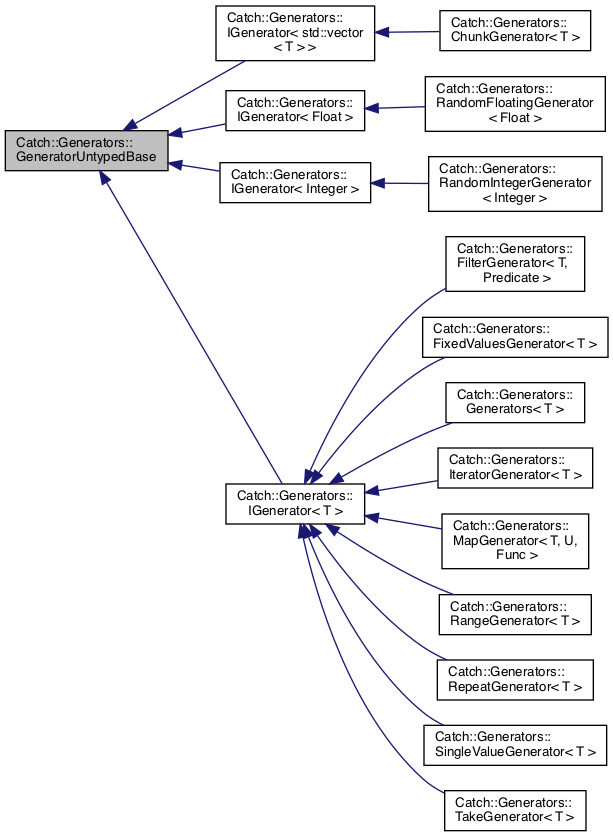 Catch::Generators::
GeneratorUntypedBase
Catch::Generators::
IGenerator< std::vector
< T > >
Catch::Generators::
ChunkGenerator< T >
Catch::Generators::
IGenerator< Float >
Catch::Generators::
RandomFloatingGenerator
< Float >
Catch::Generators::
IGenerator< Integer >
Catch::Generators::
RandomIntegerGenerator
< Integer >
Catch::Generators::
IGenerator< T >
Catch::Generators::
FilterGenerator< T,
Predicate >
Catch::Generators::
FixedValuesGenerator< T >
Catch::Generators::
Generators< T >
Catch::Generators::
IteratorGenerator< T >
Catch::Generators::
MapGenerator< T, U,
Func >
Catch::Generators::
RangeGenerator< T >
Catch::Generators::
RepeatGenerator< T >
Catch::Generators::
SingleValueGenerator< T >
Catch::Generators::
TakeGenerator< T >